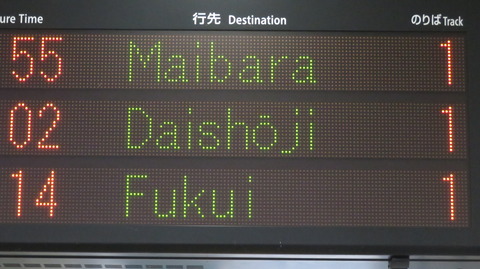 ure Time 行先 Destination のりば Track
55 Maibara 1
02 Daishōji 1
14 Fukui 1